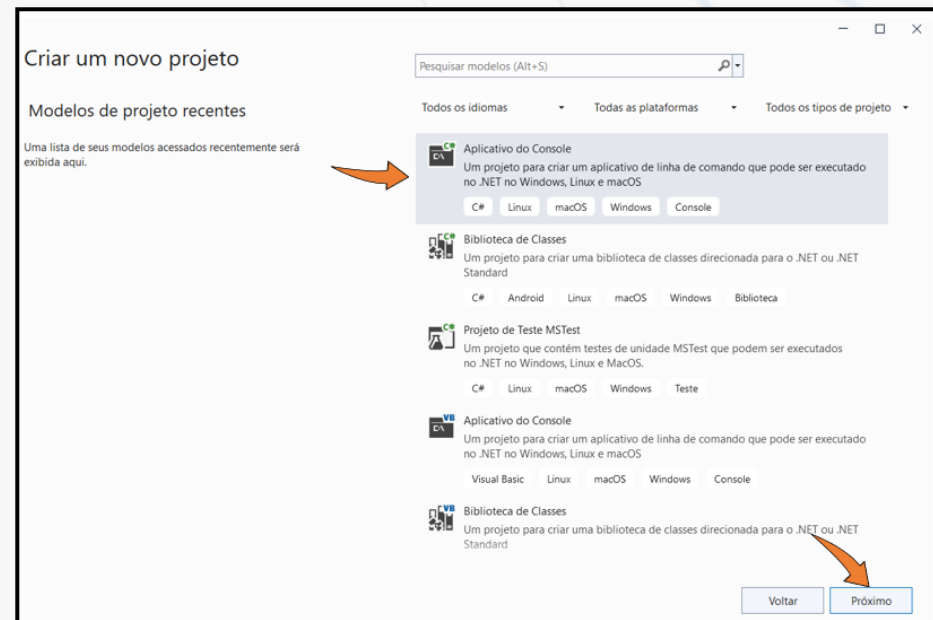 Criar um novo projeto
Pesquisar modelos (Alt+S)
Modelos de projeto recentes
Uma lista de seus modelos acessados recentemente será
exibida aqui.
Todos os idiomas Todas as plataformas Todos os tipos de projeto
C#
Aplicativo do Console
Um projeto para criar um aplicativo de linha de comando que pode ser executado
no .NET no Windows, Linux e macOS
C# Linux macOS Windows Console
C#
Biblioteca de Classes
Um projeto para criar uma biblioteca de classes direcionada para o .NET ou .NET
Standard
C# Android Linux macOS Windows Biblioteca
C#
Projeto de Teste MSTest
Um projeto que contém testes de unidade MSTest que podem ser executados
no .NET no Windows, Linux e MacOS.
C# Linux macOS Windows Teste
VB
Aplicativo do Console
Um projeto para criar um aplicativo de linha de comando que pode ser executado
no .NET no Windows, Linux e macOS
Visual Basic Linux macOS Windows Console
VB
Biblioteca de Classes
Um projeto para criar uma biblioteca de classes direcionada para o .NET ou .NET
Standard
Voltar Próximo